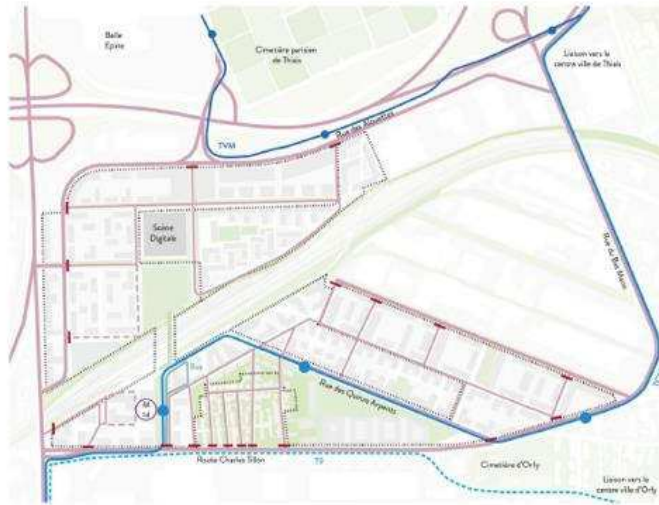 Belle
Epine
Cimetière parisien
de Thiais
Liaison vers le
centre ville de Thiais
TVM
Rue des Alouettes
Scène
Digitale
Rue du Bas Marin
Bus
M
14
Rue des Quinze Arpents
Route Charles Tillon
T9
Cimetière d'Orly
Liaison vers le
centre ville d'Orly